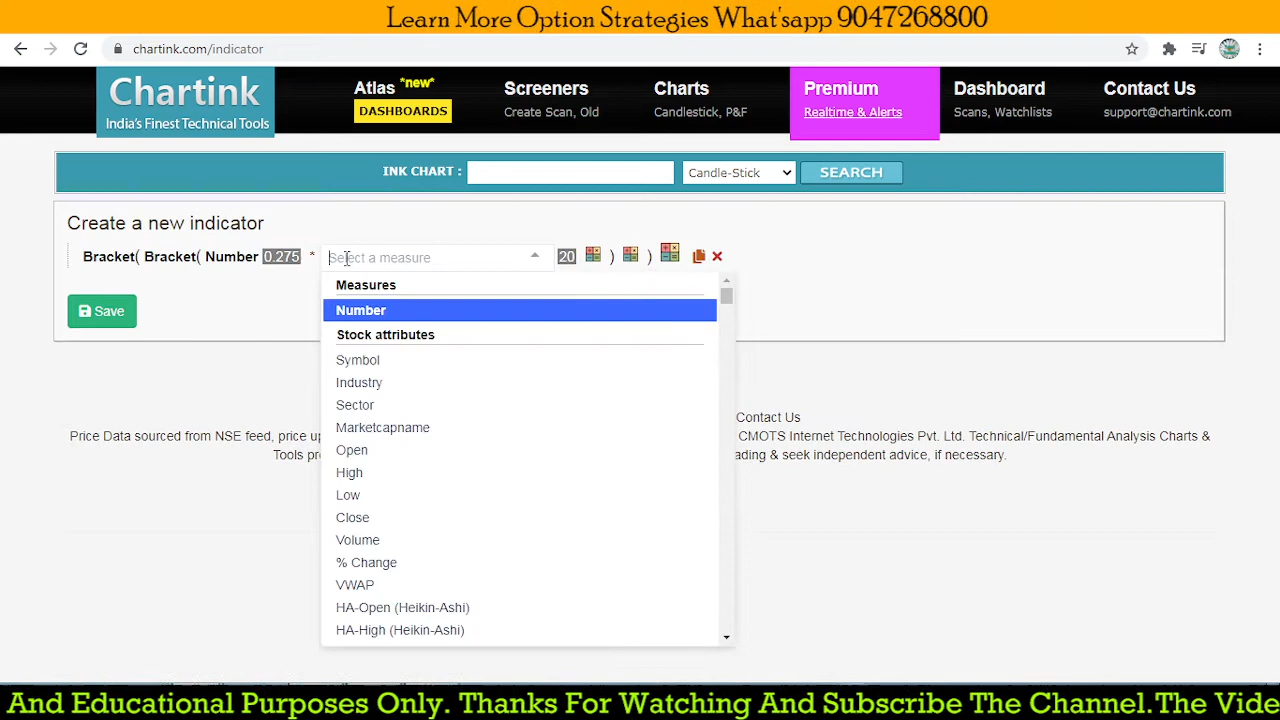 Learn More Option Strategies What'sapp 9047268800
chartink.com/indicator
Chartink
India's Finest Technical Tools
Atlas *new*
DASHBOARDS
Screeners
Create Scan, Old
Charts
Candlestick, P&F
Premium
Realtime & Alerts
Dashboard
Scans, Watchlists
Contact Us
support@chartink.com
INK CHART : Candle-Stick SEARCH
Create a new indicator
Bracket( Bracket( Number 0.275 * Select a measure 20 ) )
Save
Measures
Number
Stock attributes
Symbol
Industry
Sector
Marketcapname
Open
High
Low
Close
Volume
% Change
VWAP
HA-Open (Heikin-Ashi)
HA-High (Heikin-Ashi)
Contact Us
Price Data sourced from NSE feed, price CMOTS Internet Technologies Pvt. Ltd. Technical/Fundamental Analysis Charts &
Tools & seek independent advice, if necessary.
And Educational Purposes Only. Thanks For Watching And Subscribe The Channel.The Vide